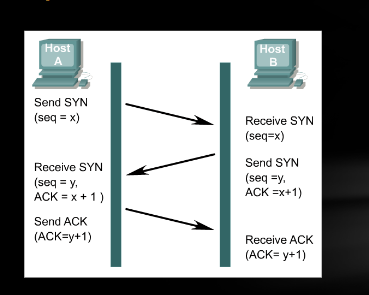 Host
A
Host
B
Send SYN
(seq = x)
Receive SYN
(seq=x)
Send SYN
(seq =y,
ACK =x+1)
Receive SYN
(seq = y,
ACK = x + 1 )
Send ACK
(ACK=y+1)
Receive ACK
(ACK= y+1)